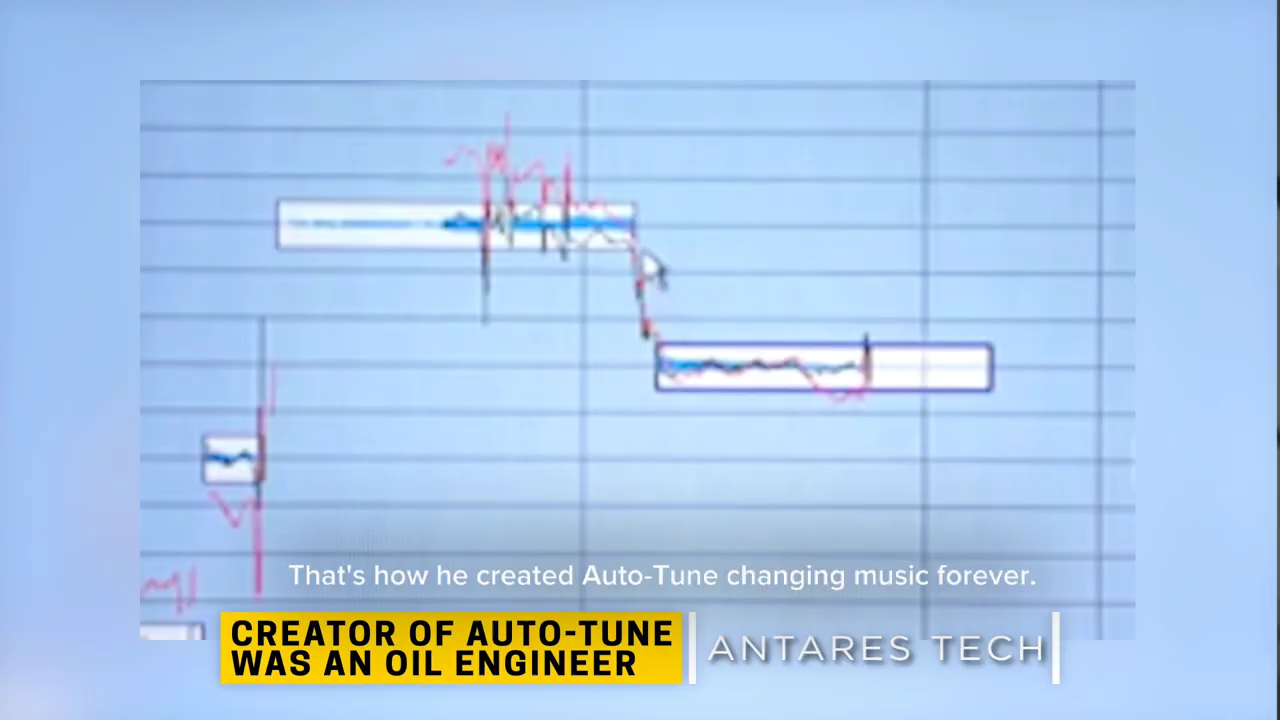 That's how he created Auto-Tune changing music forever.
CREATOR OF AUTO-TUNE
WAS AN OIL ENGINEER
ANTARES TECH